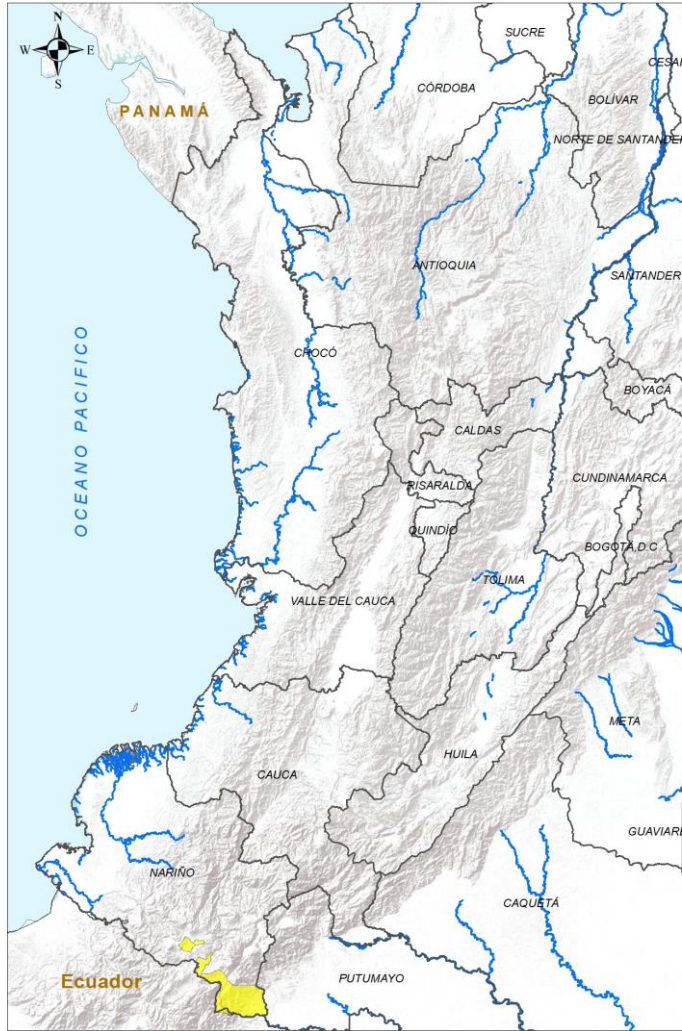 SUCRE
N
W E
S
CÓRDOBA
CESAR
BOLÍVAR
PANAMÁ
NORTE DE SANTANDER
ANTIOQUIA
SANTANDER
OCEANO PACIFICO
CHOCÓ
BOYACÁ
CALDAS
CUNDINAMARCA
RISARALDA
QUINDÍO
BOGOTÁ, D.C
TOLIMA
VALLE DEL CAUCA
META
HUILA
CAUCA
GUAVIARE
NARIÑO
CAQUETÁ
Ecuador
PUTUMAYO